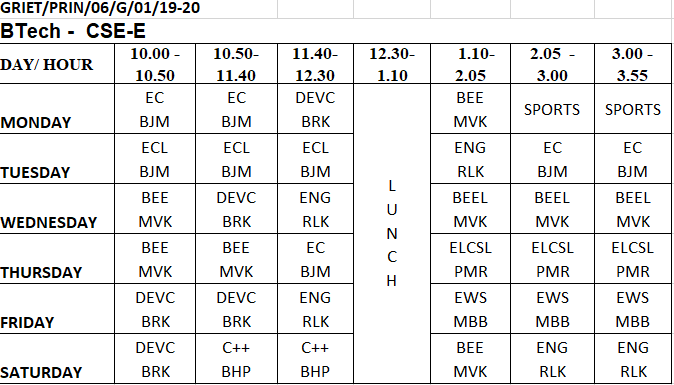 GRIET/PRIN/06/G/01/19-20
BTech - CSE-E
DAY/ HOUR 10.00 - 10.50 10.50- 11.40 11.40- 12.30 12.30- 1.10 1.10- 2.05 2.05 - 3.00 3.00 - 3.55
MONDAY EC BJM EC BJM DEVC BRK BEE MVK SPORTS SPORTS
TUESDAY ECL BJM ECL BJM ECL BJM ENG RLK EC BJM EC BJM
WEDNESDAY BEE MVK DEVC BRK ENG RLK BEEL MVK BEEL MVK BEEL MVK
THURSDAY BEE MVK BEE MVK EC BJM ELCSL PMR ELCSL PMR ELCSL PMR
FRIDAY DEVC BRK DEVC BRK ENG RLK EWS MBB EWS MBB EWS MBB
SATURDAY DEVC BRK C++ BHP C++ BHP BEE MVK ENG RLK ENG RLK
LUNCH